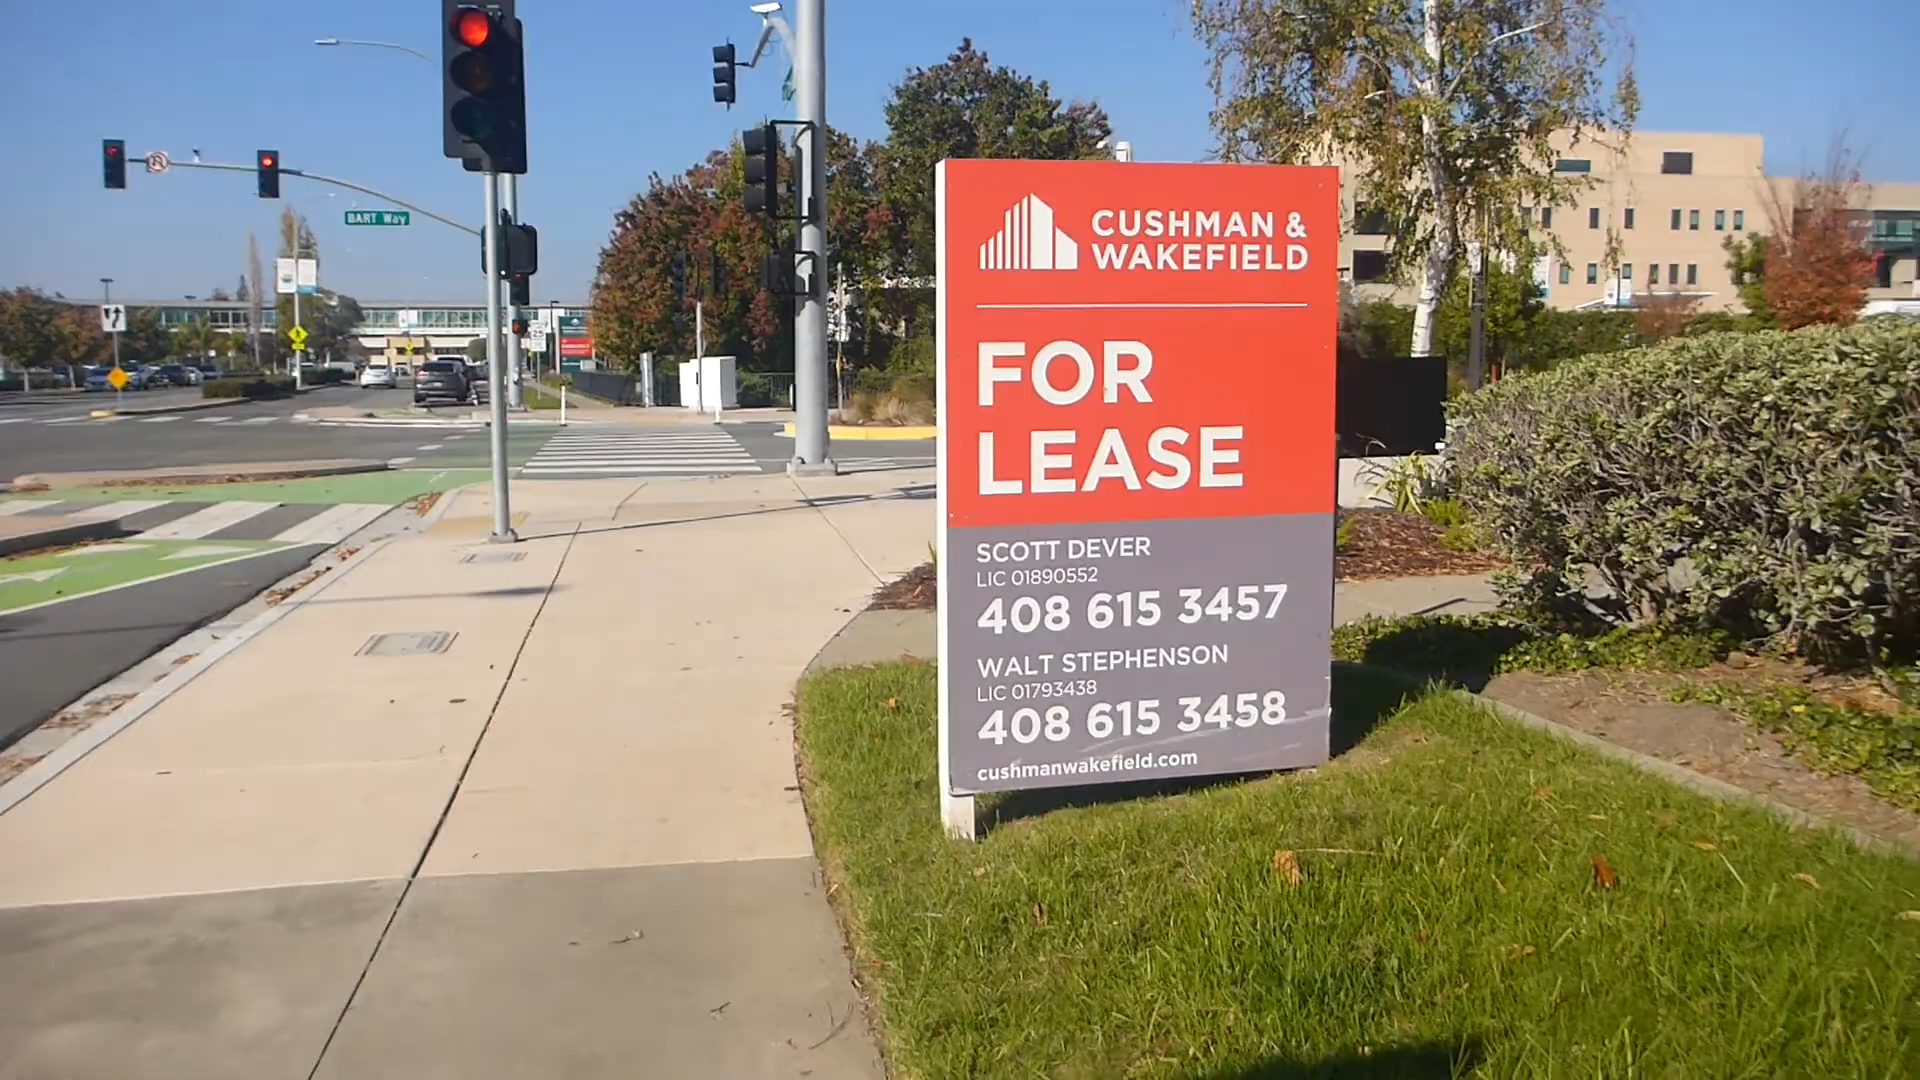 BART Way
CUSHMAN &
WAKEFIELD
FOR
LEASE
SCOTT DEVER
LIC 01890552
408 615 3457
WALT STEPHENSON
LIC 01793438
408 615 3458
cushmanwakefield.com